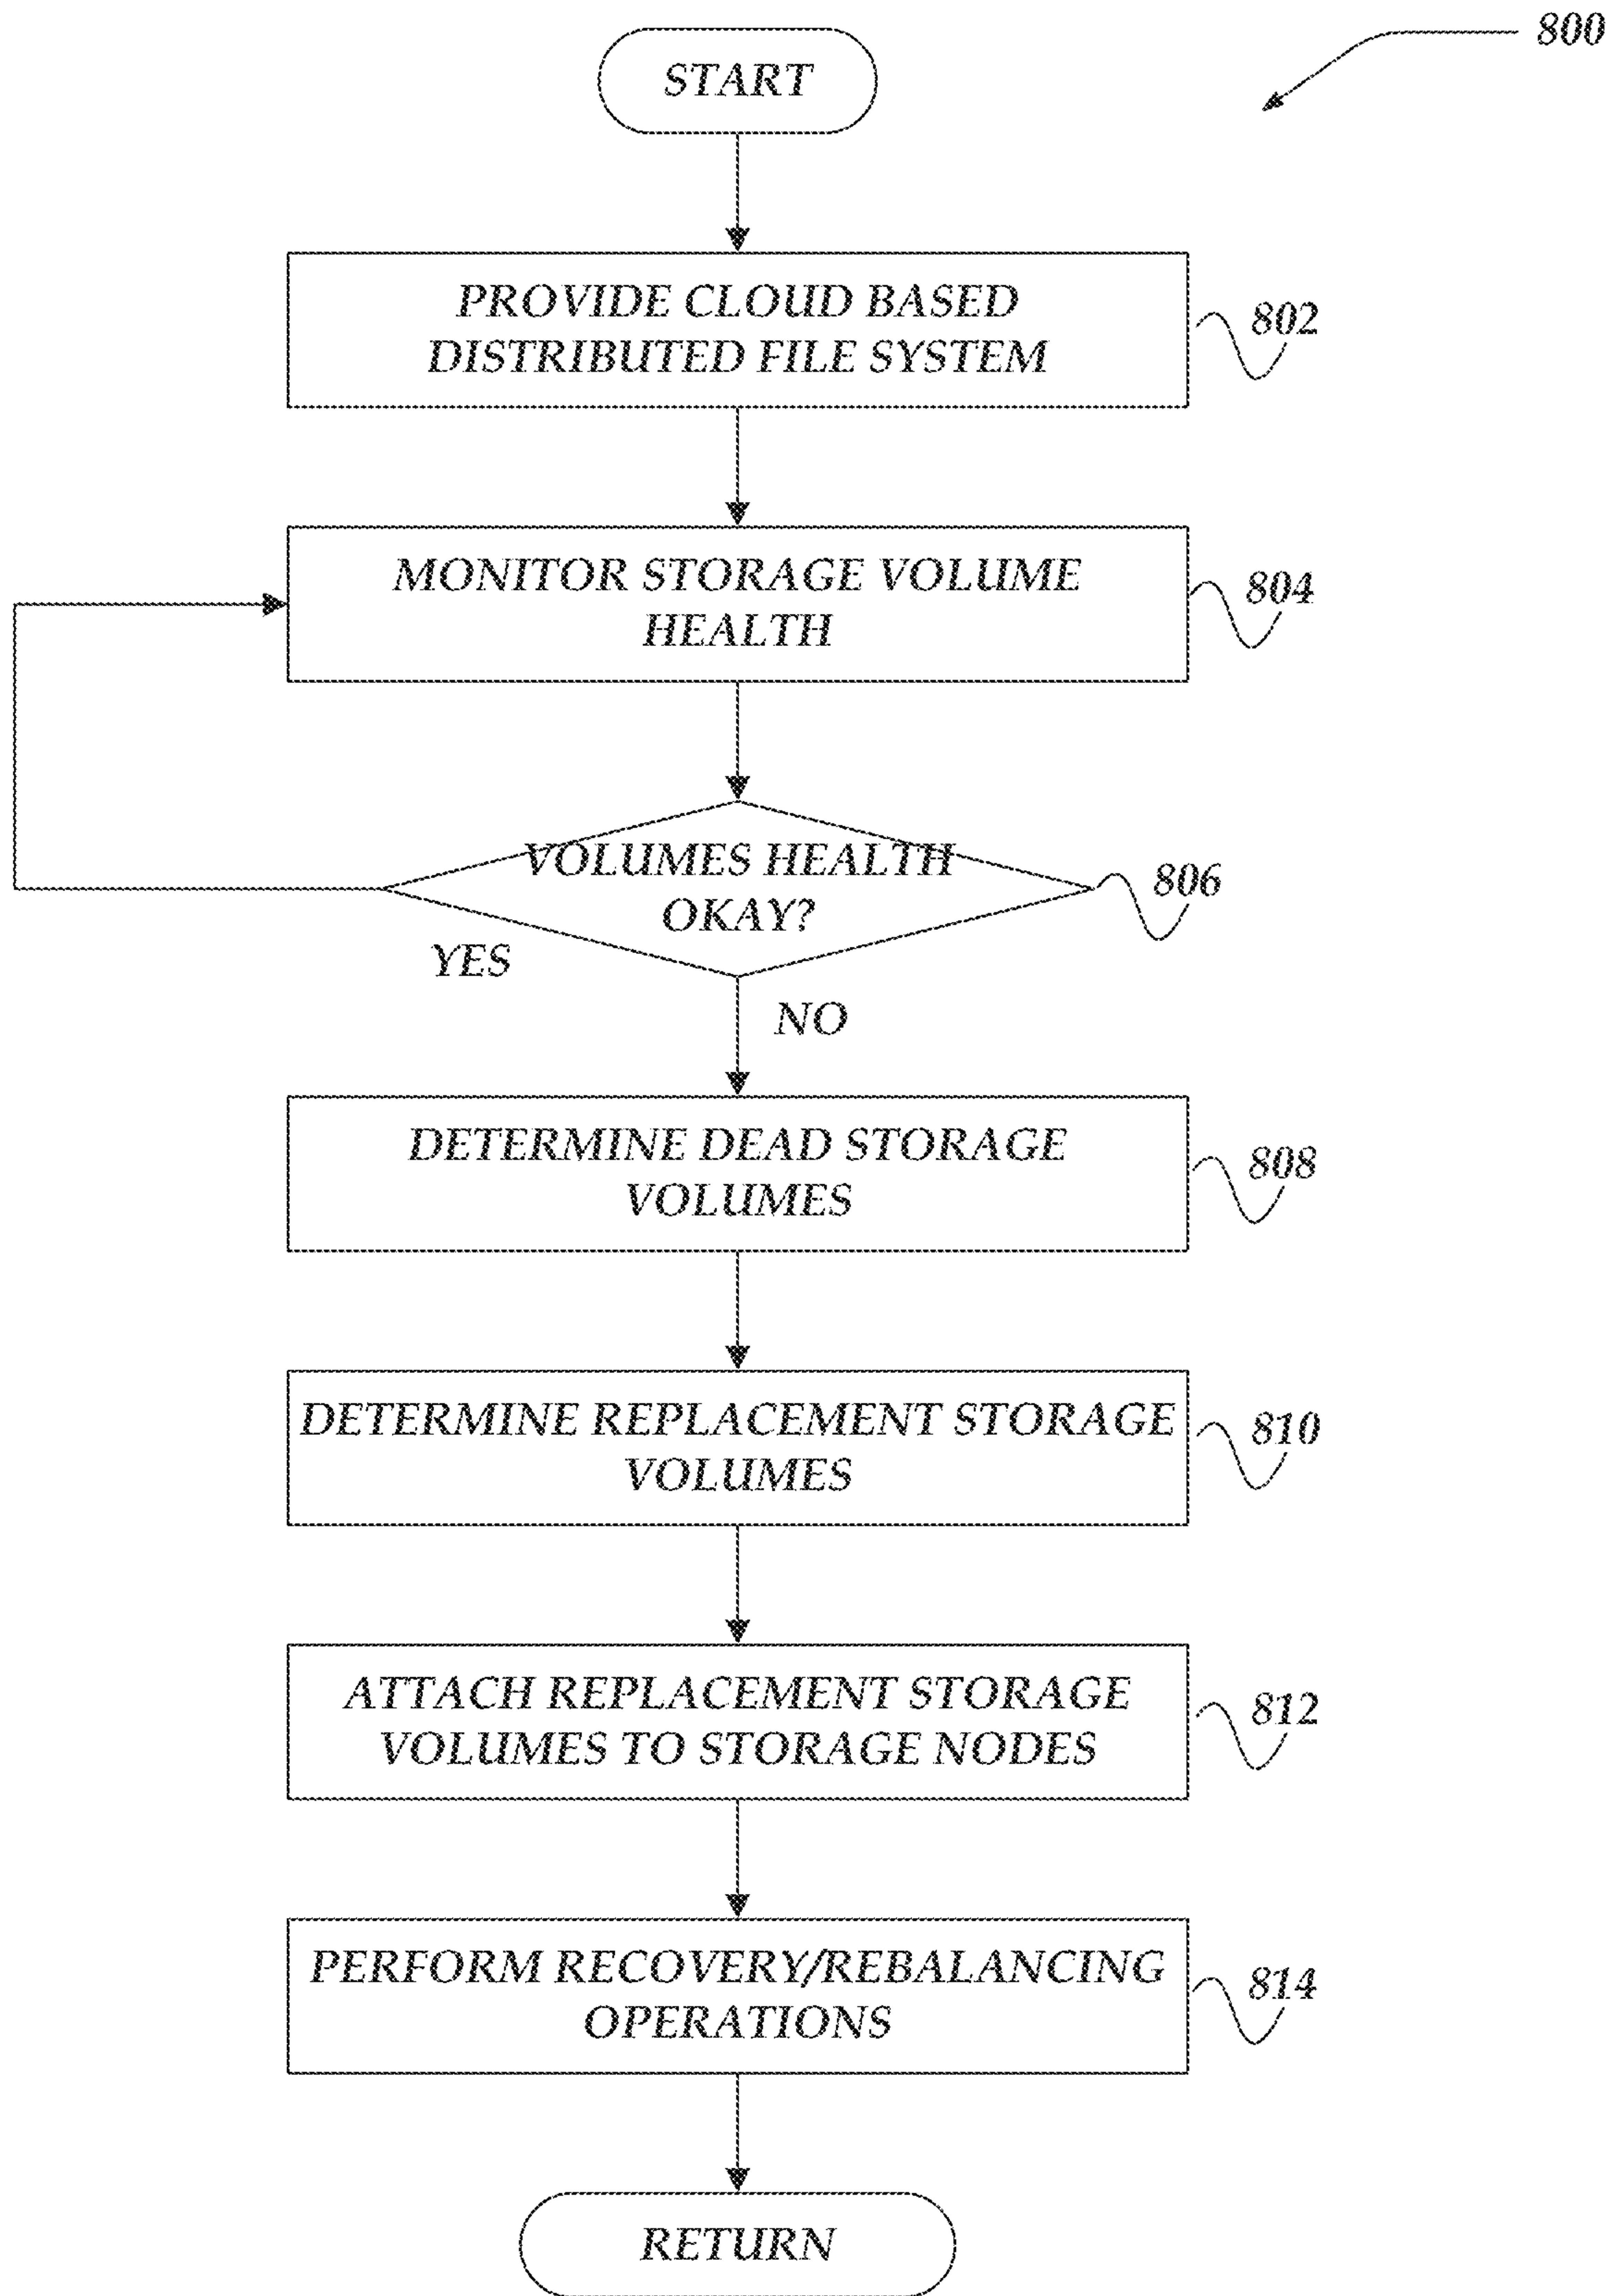 800
START
PROVIDE CLOUD BASED
DISTRIBUTED FILE SYSTEM
802
MONITOR STORAGE VOLUME
HEALTH
804
VOLUMES HEALTH
OKAY?
806
YES
NO
DETERMINE DEAD STORAGE
VOLUMES
808
DETERMINE REPLACEMENT STORAGE
VOLUMES
810
ATTACH REPLACEMENT STORAGE
VOLUMES TO STORAGE NODES
812
PERFORM RECOVERY/REBALANCING
OPERATIONS
814
RETURN